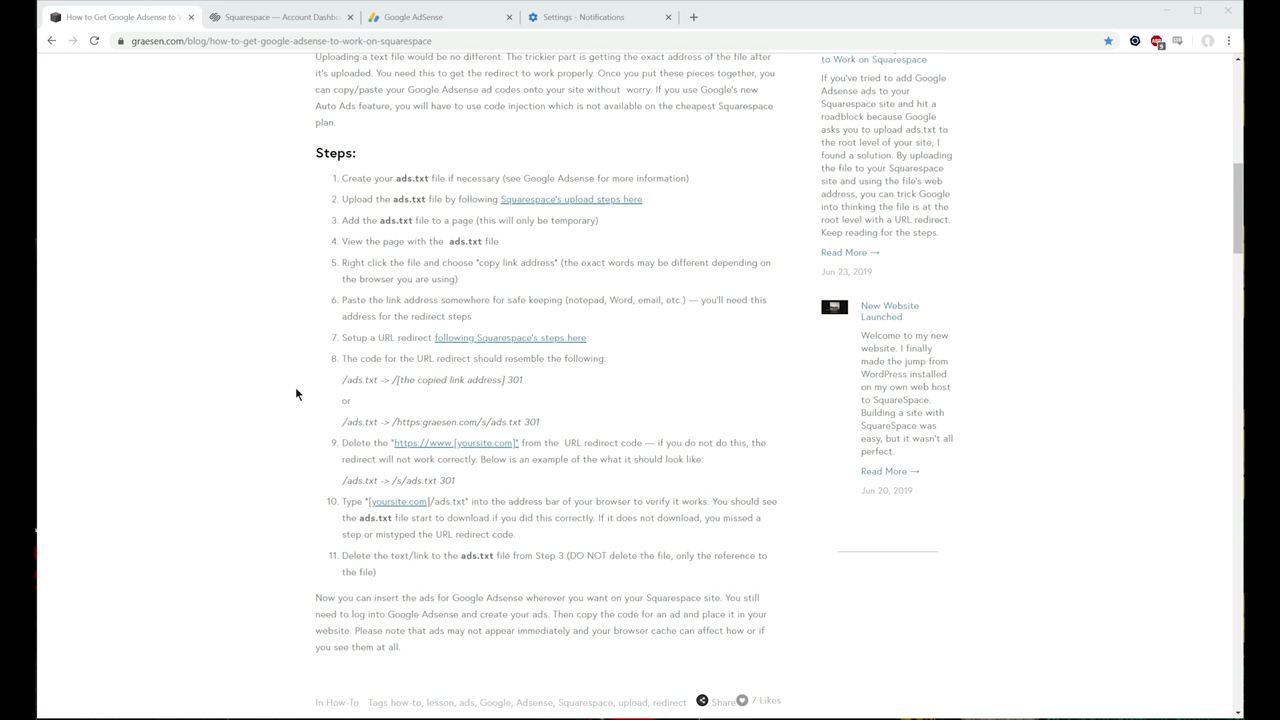 How to Get Google Adsense to W
Squarespace — Account Dashbo
Google AdSense
Settings - Notifications
graesen.com/blog/how-to-get-google-adsense-to-work-on-squarespace
Uploading a text file would be no different. The trickier part is getting the exact address of the file after
it's uploaded. You need this to get the redirect to work properly. Once you put these pieces together, you
can copy/paste your Google Adsense ad codes onto your site without worry. If you use Google's new
Auto Ads feature, you will have to use code injection which is not available on the cheapest Squarespace
plan.
Steps:
1. Create your ads.txt file if necessary (see Google Adsense for more information)
2. Upload the ads.txt file by following Squarespace's upload steps here
3. Add the ads.txt file to a page (this will only be temporary)
4. View the page with the ads.txt file
5. Right click the file and choose "copy link address" (the exact words may be different depending on
the browser you are using)
6. Paste the link address somewhere for safe keeping (notepad, Word, email, etc.) — you'll need this
address for the redirect steps
7. Setup a URL redirect following Squarespace's steps here
8. The code for the URL redirect should resemble the following:
/ads.txt -> /[the copied link address] 301
or
/ads.txt -> /https:graesen.com/s/ads.txt 301
9. Delete the "https://www.[yoursite.com]" from the URL redirect code — if you do not do this, the
redirect will not work correctly. Below is an example of the what it should look like:
/ads.txt -> /s/ads.txt 301
10. Type "[yoursite.com]/ads.txt" into the address bar of your browser to verify it works. You should see
the ads.txt file start to download if you did this correctly. If it does not download, you missed a
step or mistyped the URL redirect code.
11. Delete the text/link to the ads.txt file from Step 3 (DO NOT delete the file, only the reference to
the file)
Now you can insert the ads for Google Adsense wherever you want on your Squarespace site. You still
need to log into Google Adsense and create your ads. Then copy the code for an ad and place it in your
website. Please note that ads may not appear immediately and your browser cache can affect how or if
you see them at all.
In How-To Tags how-to, lesson, ads, Google, Adsense, Squarespace, upload, redirect Share 7 Likes
to Work on Squarespace
If you've tried to add Google
Adsense ads to your
Squarespace site and hit a
roadblock because Google
asks you to upload ads.txt to
the root level of your site, I
found a solution. By uploading
the file to your Squarespace
site and using the file's web
address, you can trick Google
into thinking the file is at the
root level with a URL redirect.
Keep reading for the steps.
Read More →
Jun 23, 2019
New Website
Launched
Welcome to my new
website. I finally
made the jump from
WordPress installed
on my own web host
to SquareSpace.
Building a site with
SquareSpace was
easy, but it wasn't all
perfect.
Read More →
Jun 20, 2019